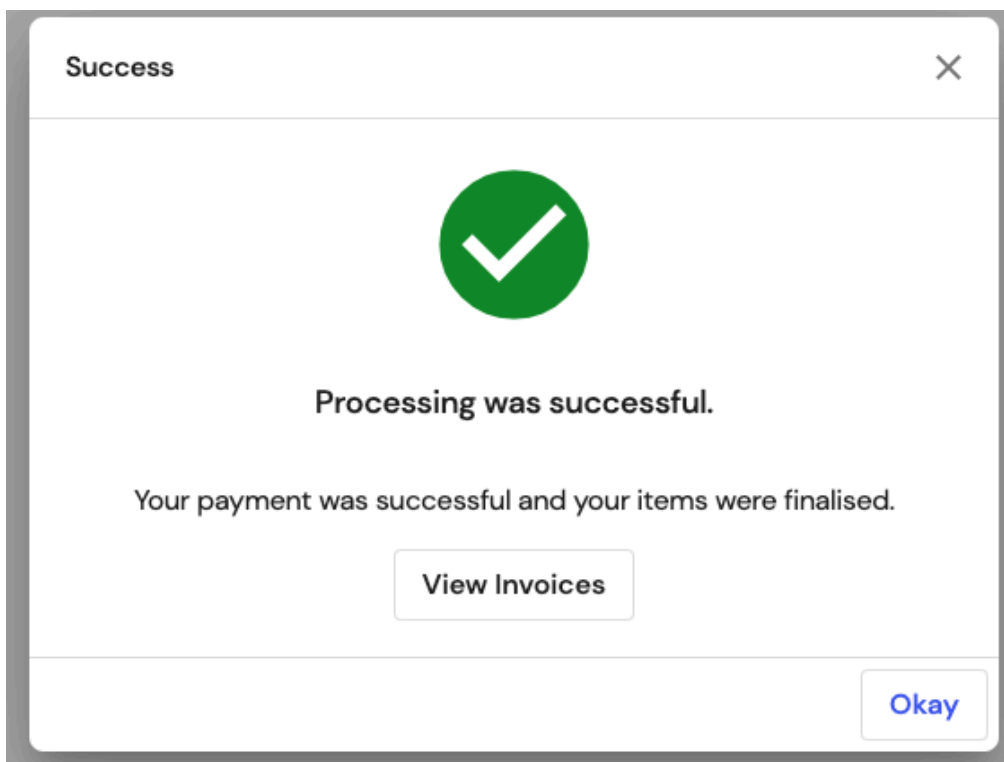 Success
Processing was successful.
Your payment was successful and your items were finalised.
View Invoices
Okay